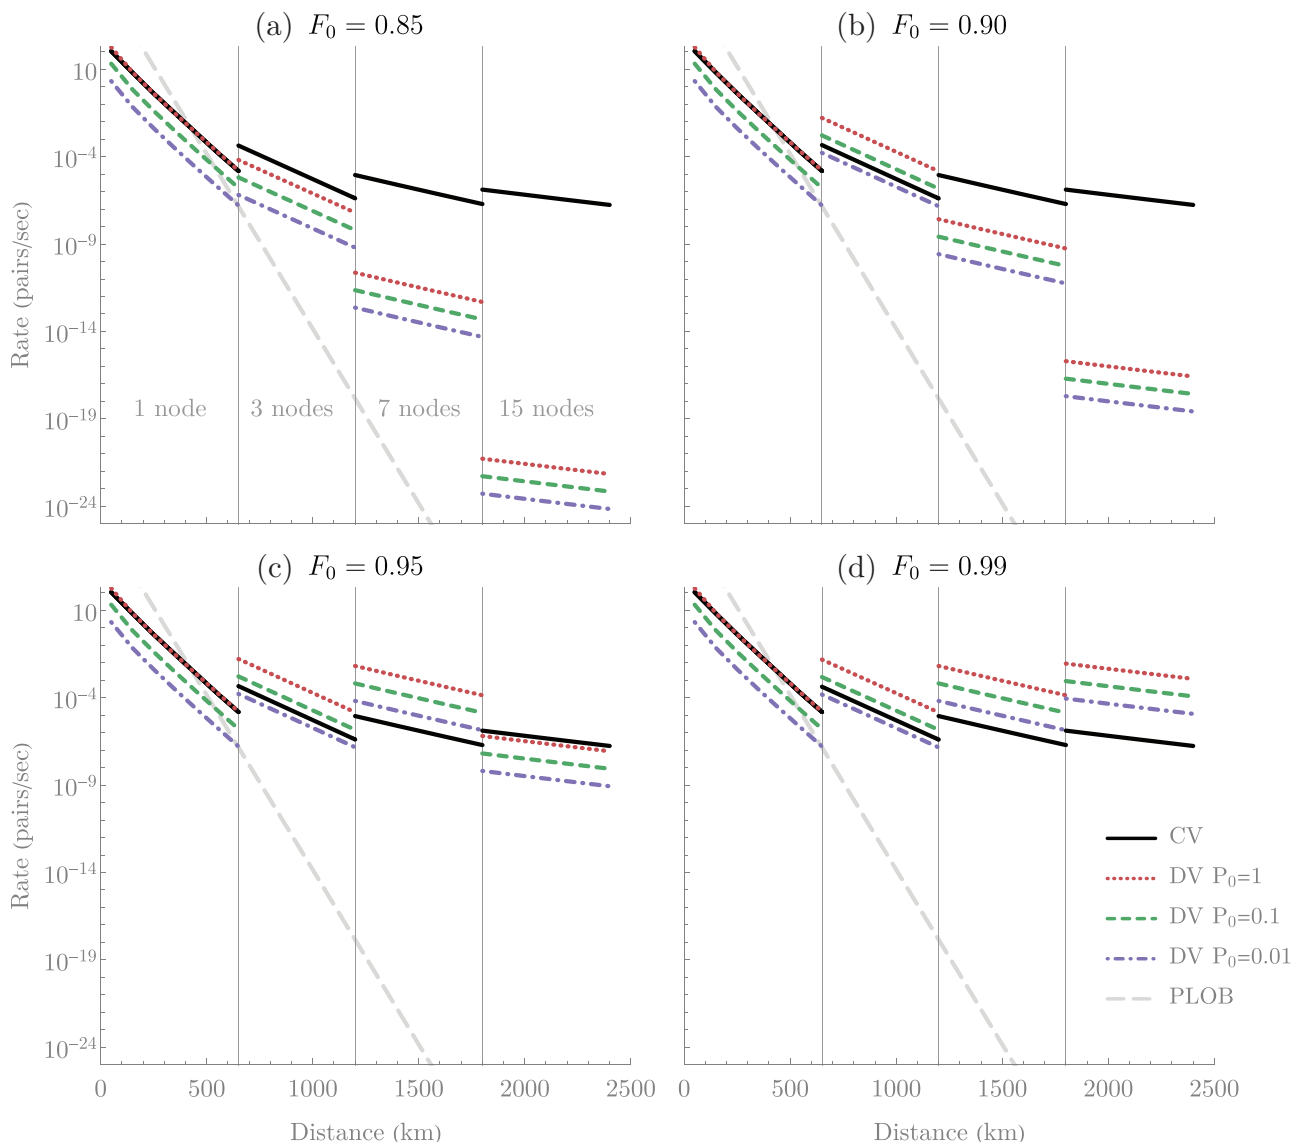 (a) F₀ = 0.85
(b) F₀ = 0.90
Rate (pairs/sec)
10
10⁻⁴
10⁻⁹
10⁻¹⁴
10⁻¹⁹
10⁻²⁴
1 node
3 nodes
7 nodes
15 nodes
(c) F₀ = 0.95
(d) F₀ = 0.99
Rate (pairs/sec)
10
10⁻⁴
10⁻⁹
10⁻¹⁴
10⁻¹⁹
10⁻²⁴
CV
DV P₀=1
DV P₀=0.1
DV P₀=0.01
PLOB
0 500 1000 1500 2000 2500
0 500 1000 1500 2000 2500
Distance (km)
Distance (km)